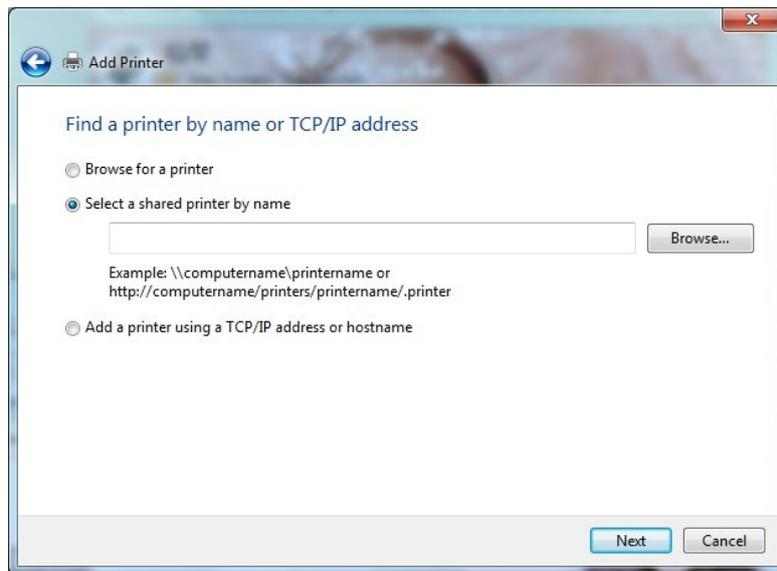 Add Printer
Find a printer by name or TCP/IP address
Browse for a printer
Select a shared printer by name
Browse...
Example: \\computername\printername or
http://computername/printers/printername/.printer
Add a printer using a TCP/IP address or hostname
Next Cancel